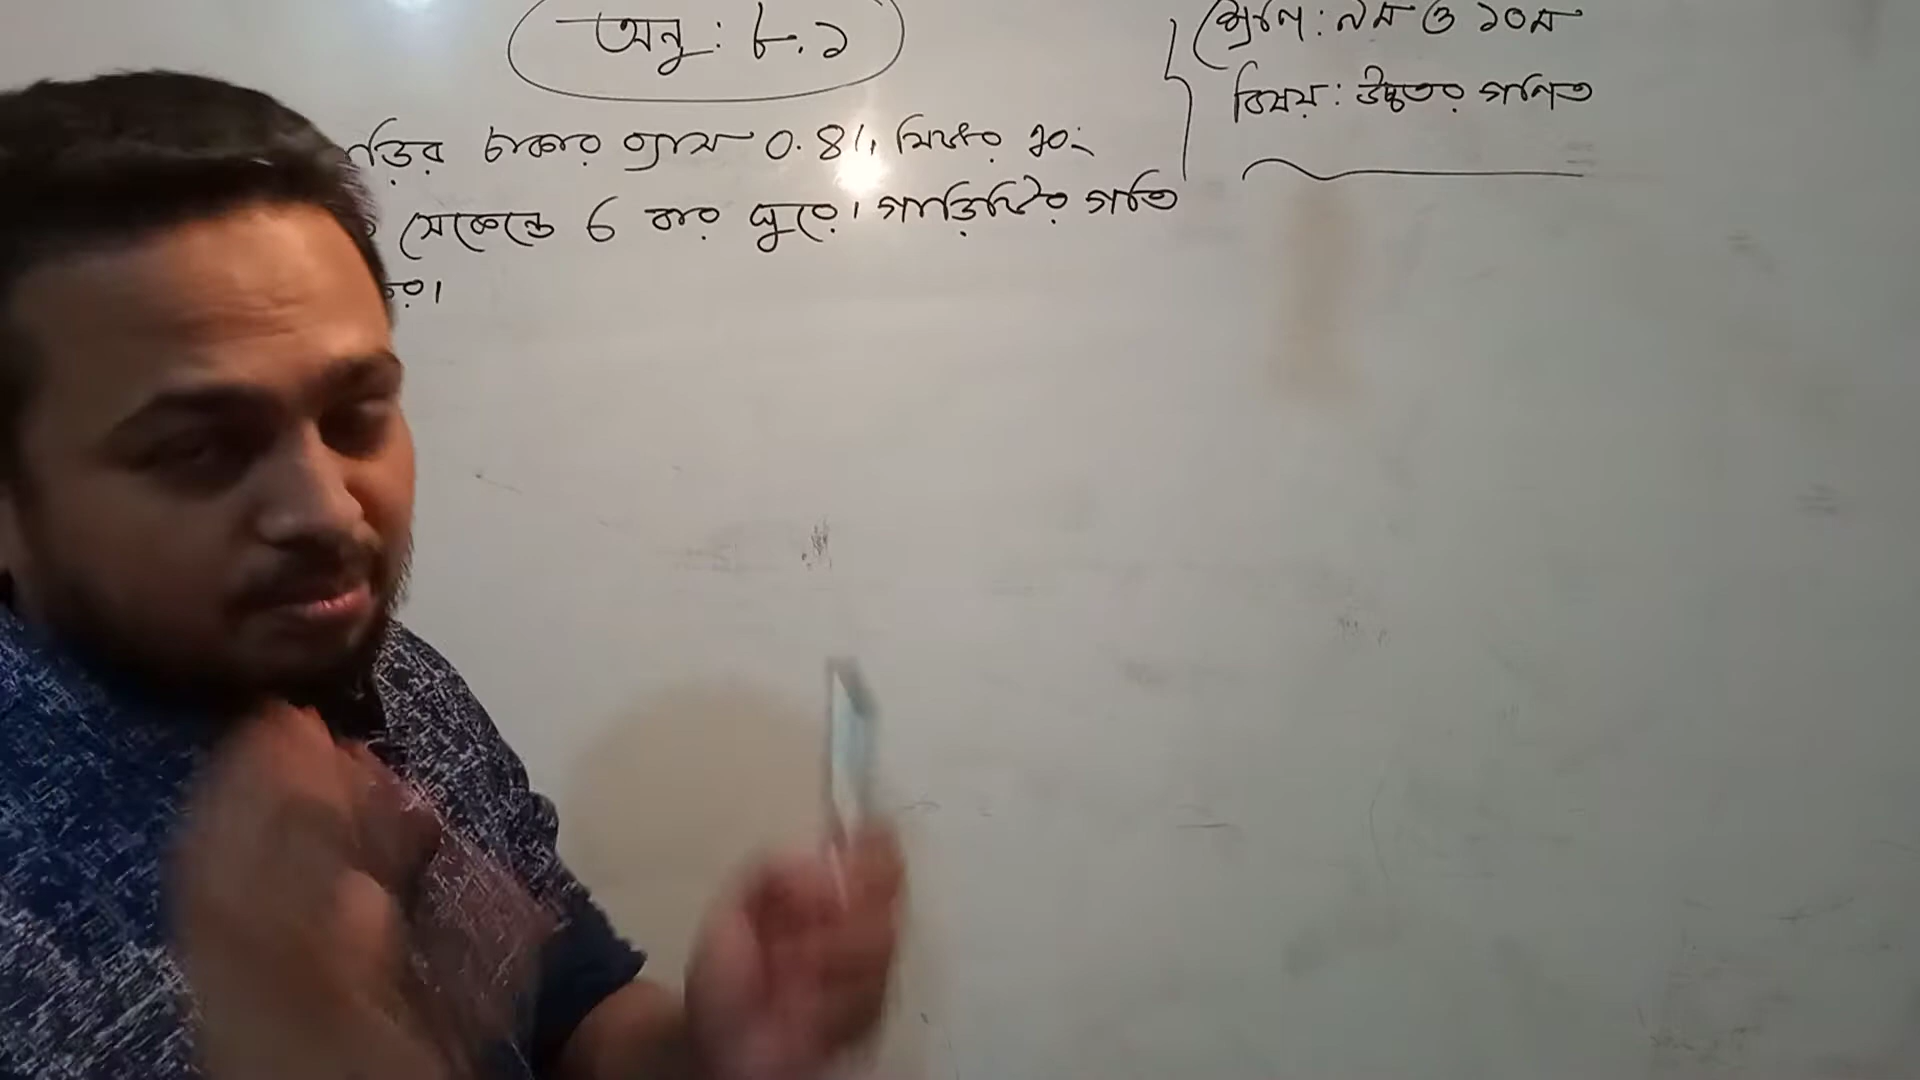 অনু: ৮.১
শ্রেণি: ৯ম ও ১০ম
বিষয়: উচ্চতর গণিত
ড়ির চাকার ব্যাস 0.84 মিটার এবং
সেকেন্ডে 6 বার ঘুরে। গাড়িটির গতি
র।